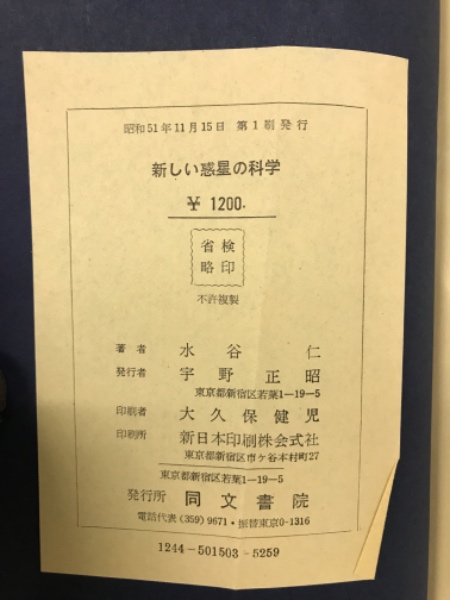 昭和51年11月15日 第1刷発行
新しい惑星の科学
¥ 1200.
検印
省略
不許複製
著者 水谷 仁
発行者 宇野正昭
東京都新宿区若葉1-19-5
印刷者 大久保健児
印刷所 新日本印刷株会式社
東京都新宿区市ケ谷本村町27
東京都新宿区若葉1-19-5
発行所 同文書院
電話代表(359)9671・振替東京0-1316
1244-501503-5259